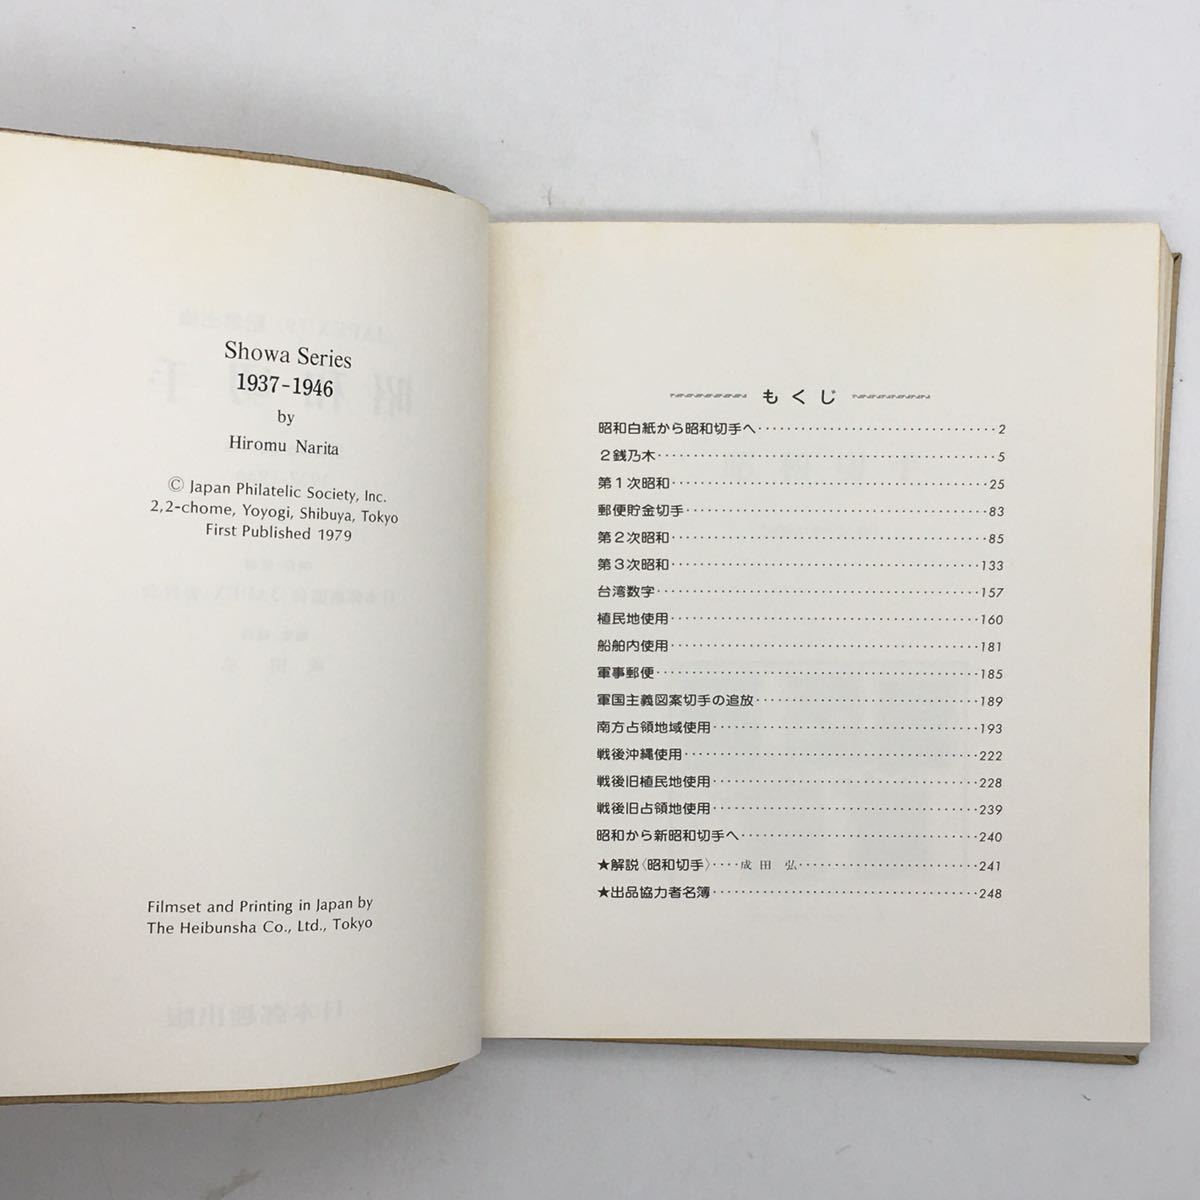 Showa Series
1937-1946
by
Hiromu Narita
© Japan Philatelic Society, Inc.
2,2-chome, Yoyogi, Shibuya, Tokyo
First Published 1979
Filmset and Printing in Japan by
The Heibunsha Co., Ltd., Tokyo
もくじ
昭和白紙から昭和切手へ································2
2銭乃木················································5
第1次昭和··············································25
郵便貯金切手············································83
第2次昭和··············································85
第3次昭和··············································133
台湾数字················································157
植民地使用··············································160
船舶内使用··············································181
軍事郵便················································185
軍国主義図案切手の追放································189
南方占領地域使用········································193
戦後沖縄使用············································222
戦後旧植民地使用········································228
戦後旧占領地使用········································239
昭和から新昭和切手へ··································240
★解説〈昭和切手〉····成田 弘··························241
★出品協力者名簿········································248